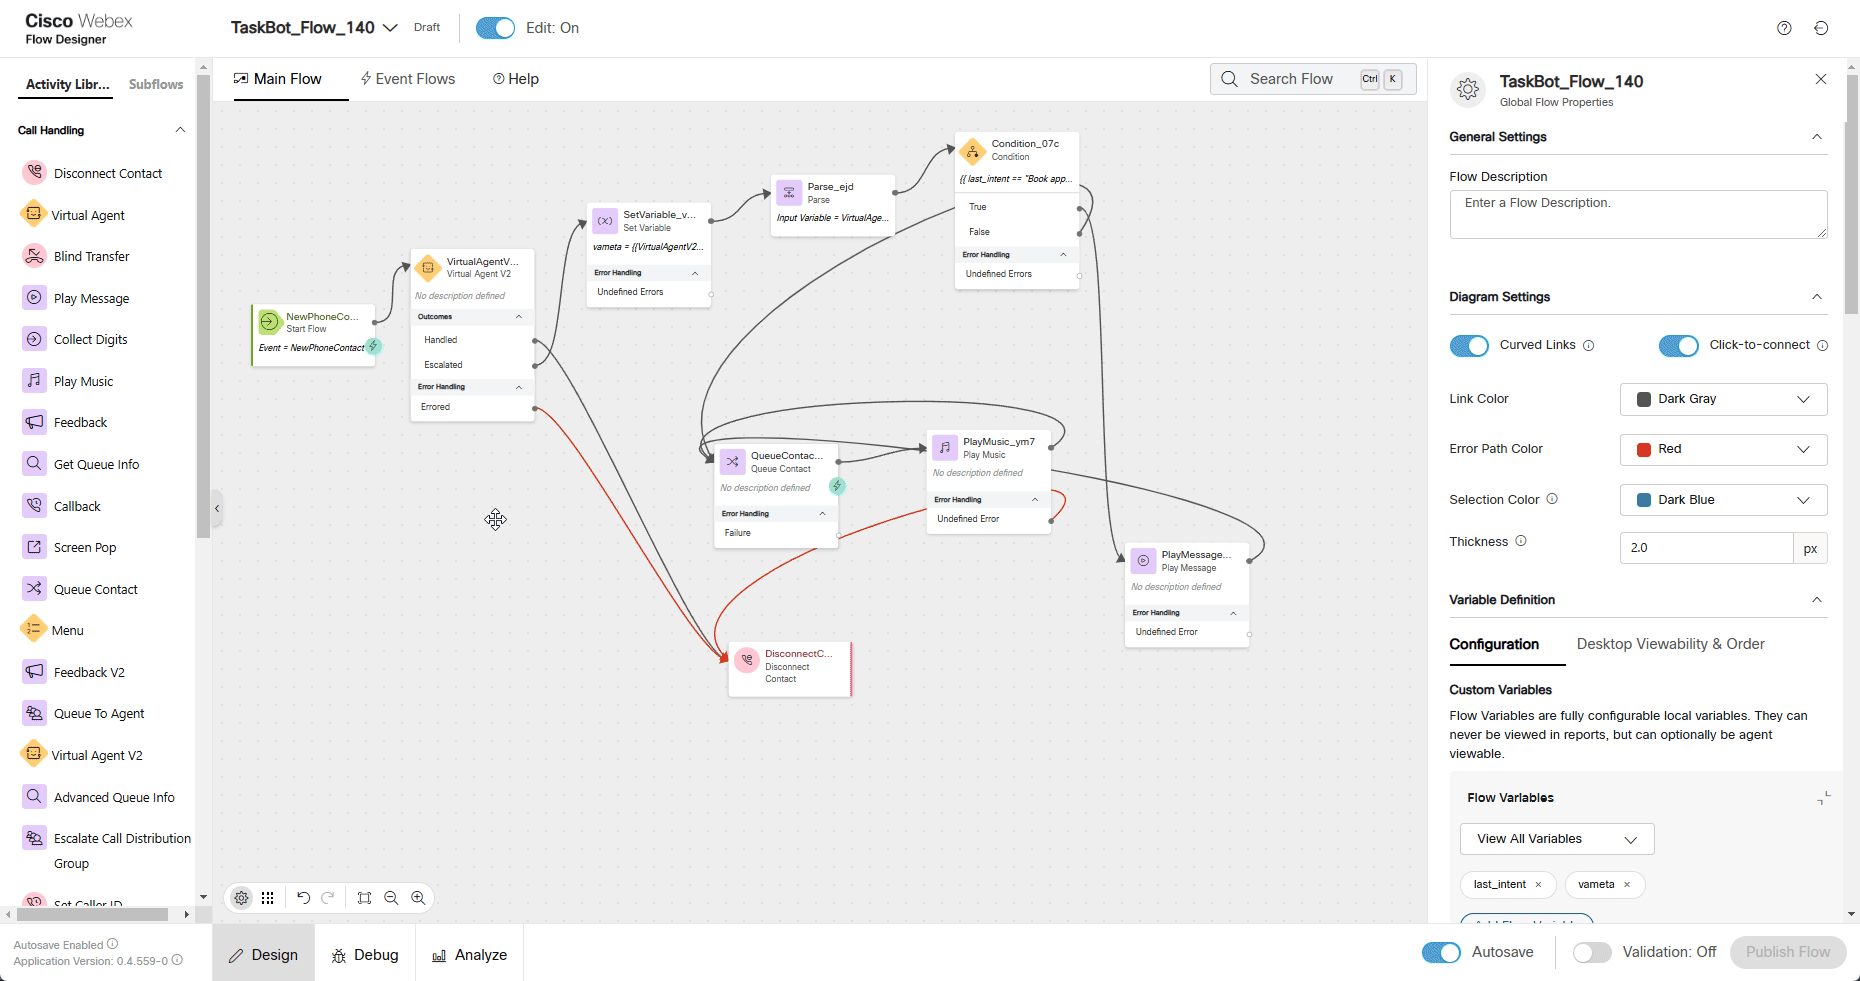 Cisco Webex
Flow Designer
TaskBot_Flow_140
Draft
Edit: On
Activity Libr...
Subflows
Call Handling
Disconnect Contact
Virtual Agent
Blind Transfer
Play Message
Collect Digits
Play Music
Feedback
Get Queue Info
Callback
Screen Pop
Queue Contact
Menu
Feedback V2
Queue To Agent
Virtual Agent V2
Advanced Queue Info
Escalate Call Distribution
Group
Set Caller ID
Autosave Enabled
Application Version: 0.4.559-0
Main Flow
Event Flows
Help
Search Flow
Ctrl
K
NewPhoneCo...
Start Flow
Event = NewPhoneContact
VirtualAgentV...
Virtual Agent V2
No description defined
Outcomes
Handled
Escalated
Error Handling
Errored
SetVariable_v...
Set Variable
vameta = {{VirtualAgentV2...
Error Handling
Undefined Errors
Parse_ejd
Parse
Input Variable = VirtualAge...
Condition_07c
Condition
{{ last_intent == "Book app...
True
False
Error Handling
Undefined Errors
QueueContac...
Queue Contact
No description defined
Error Handling
Failure
PlayMusic_ym7
Play Music
No description defined
Error Handling
Undefined Error
PlayMessage...
Play Message
No description defined
Error Handling
Undefined Error
DisconnectC...
Disconnect
Contact
Design
Debug
Analyze
TaskBot_Flow_140
Global Flow Properties
General Settings
Flow Description
Enter a Flow Description.
Diagram Settings
Curved Links
Click-to-connect
Link Color
Dark Gray
Error Path Color
Red
Selection Color
Dark Blue
Thickness
2.0
px
Variable Definition
Configuration
Desktop Viewability & Order
Custom Variables
Flow Variables are fully configurable local variables. They can
never be viewed in reports, but can optionally be agent
viewable.
Flow Variables
View All Variables
last_intent ×
vameta ×
Add Flow Variable
Autosave
Validation: Off
Publish Flow